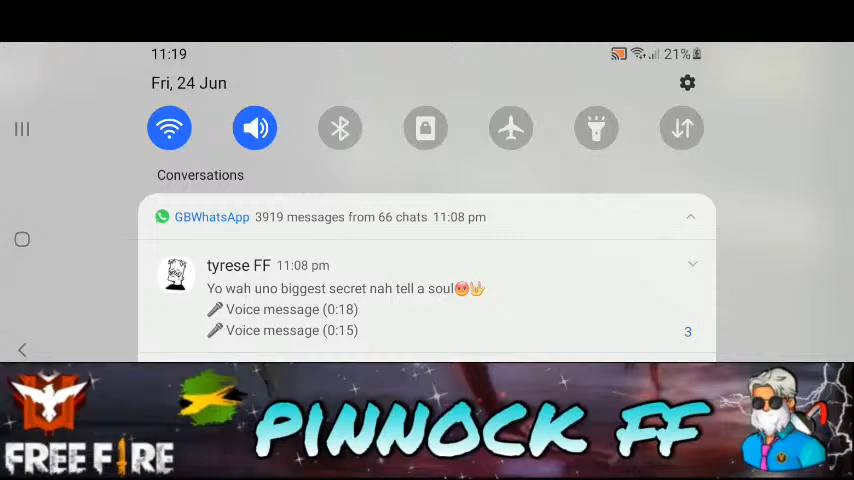 11:19
21%
Fri, 24 Jun
Conversations
GBWhatsApp 3919 messages from 66 chats 11:08 pm
tyrese FF 11:08 pm
Yo wah uno biggest secret nah tell a soul😡🤟
🎤 Voice message (0:18)
🎤 Voice message (0:15)
3
PINNOCK FF
FREE FIRE